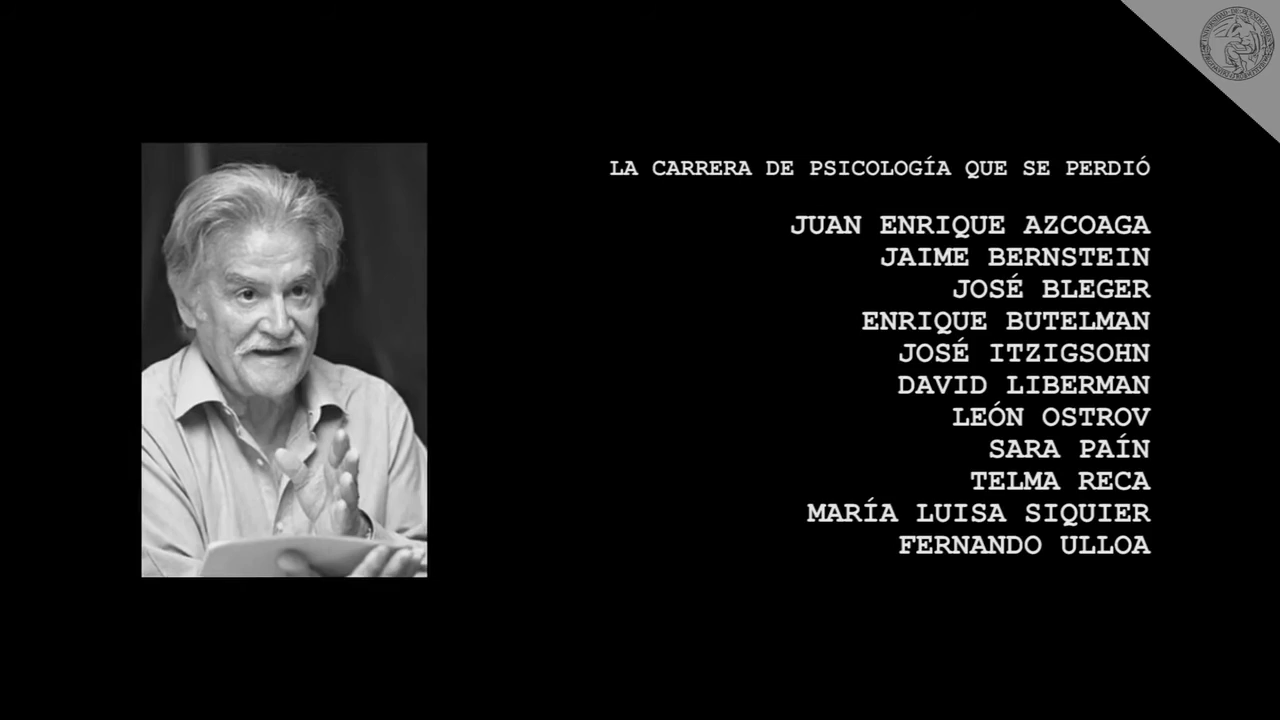 LA CARRERA DE PSICOLOGÍA QUE SE PERDIÓ
JUAN ENRIQUE AZCOAGA
JAIME BERNSTEIN
JOSÉ BLEGER
ENRIQUE BUTELMAN
JOSÉ ITZIGSOHN
DAVID LIBERMAN
LEÓN OSTROV
SARA PAÍN
TELMA RECA
MARÍA LUISA SIQUIER
FERNANDO ULLOA